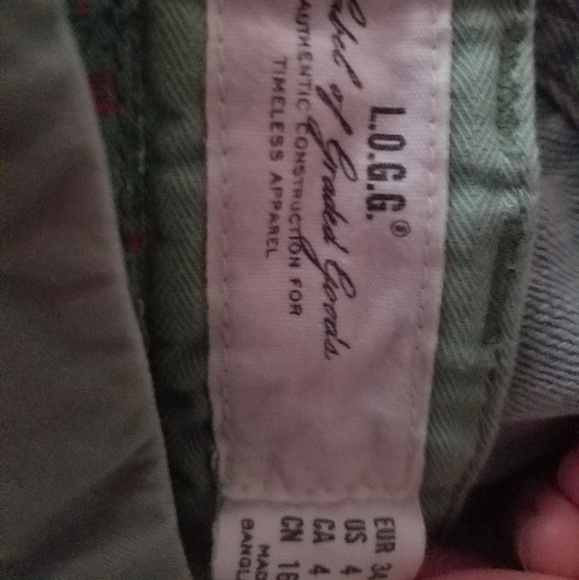 L.O.G.G.®
Label of Graded Goods
AUTHENTIC CONSTRUCTION FOR
TIMELESS APPAREL
EUR 34
US 4
CA 4
CN 16
MAD
BANGL